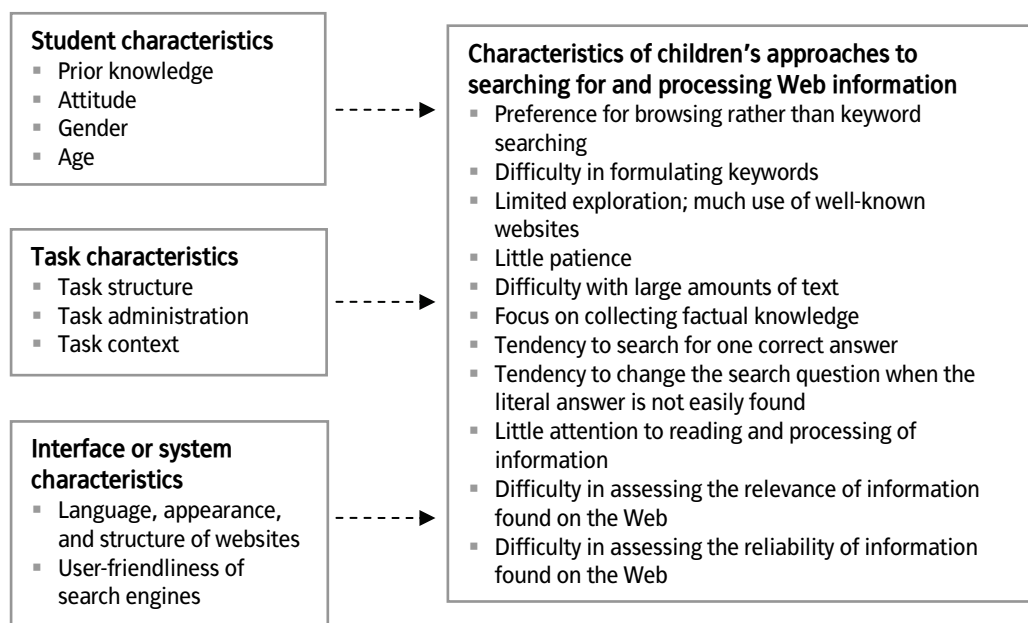 Student characteristics
▪ Prior knowledge
▪ Attitude
▪ Gender
▪ Age
Task characteristics
▪ Task structure
▪ Task administration
▪ Task context
Interface or system
characteristics
▪ Language, appearance,
and structure of websites
▪ User-friendliness of
search engines
Characteristics of children’s approaches to
searching for and processing Web information
▪ Preference for browsing rather than keyword
searching
▪ Difficulty in formulating keywords
▪ Limited exploration; much use of well-known
websites
▪ Little patience
▪ Difficulty with large amounts of text
▪ Focus on collecting factual knowledge
▪ Tendency to search for one correct answer
▪ Tendency to change the search question when the
literal answer is not easily found
▪ Little attention to reading and processing of
information
▪ Difficulty in assessing the relevance of information
found on the Web
▪ Difficulty in assessing the reliability of information
found on the Web